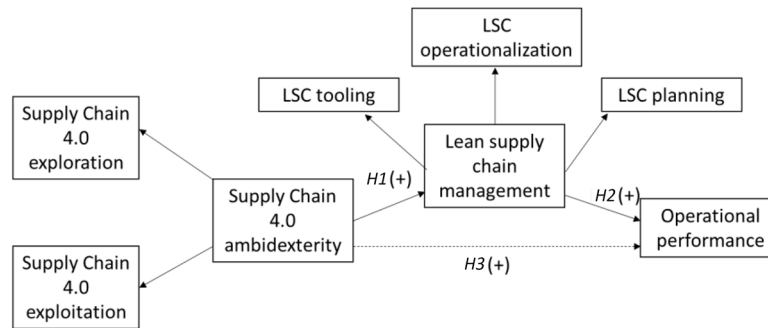 LSC
operationalization
LSC tooling
LSC planning
Supply Chain
4.0
exploration
Lean supply
chain
management
H1(+)
H2(+)
Supply Chain
4.0
ambidexterity
Operational
performance
H3(+)
Supply Chain
4.0
exploitation